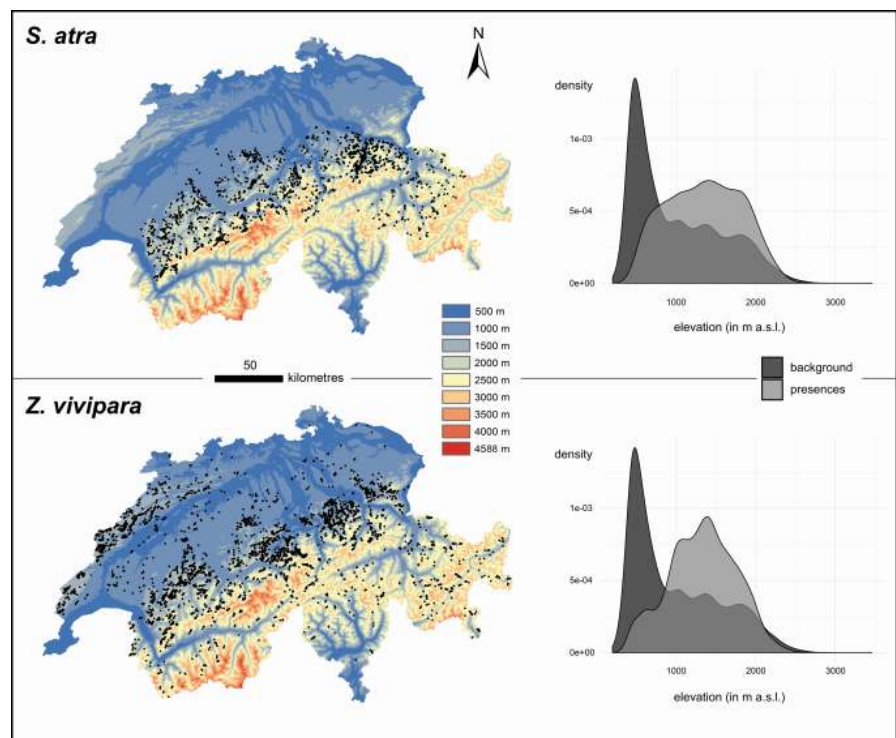 S. atra
N
density
1e-03
5e-04
0e+00
1000
2000
3000
elevation (in m a.s.l.)
500 m
1000 m
1500 m
2000 m
2500 m
3000 m
3500 m
4000 m
4588 m
50
kilometres
background
presences
Z. vivipara
density
1e-03
5e-04
0e+00
1000
2000
3000
elevation (in m a.s.l.)